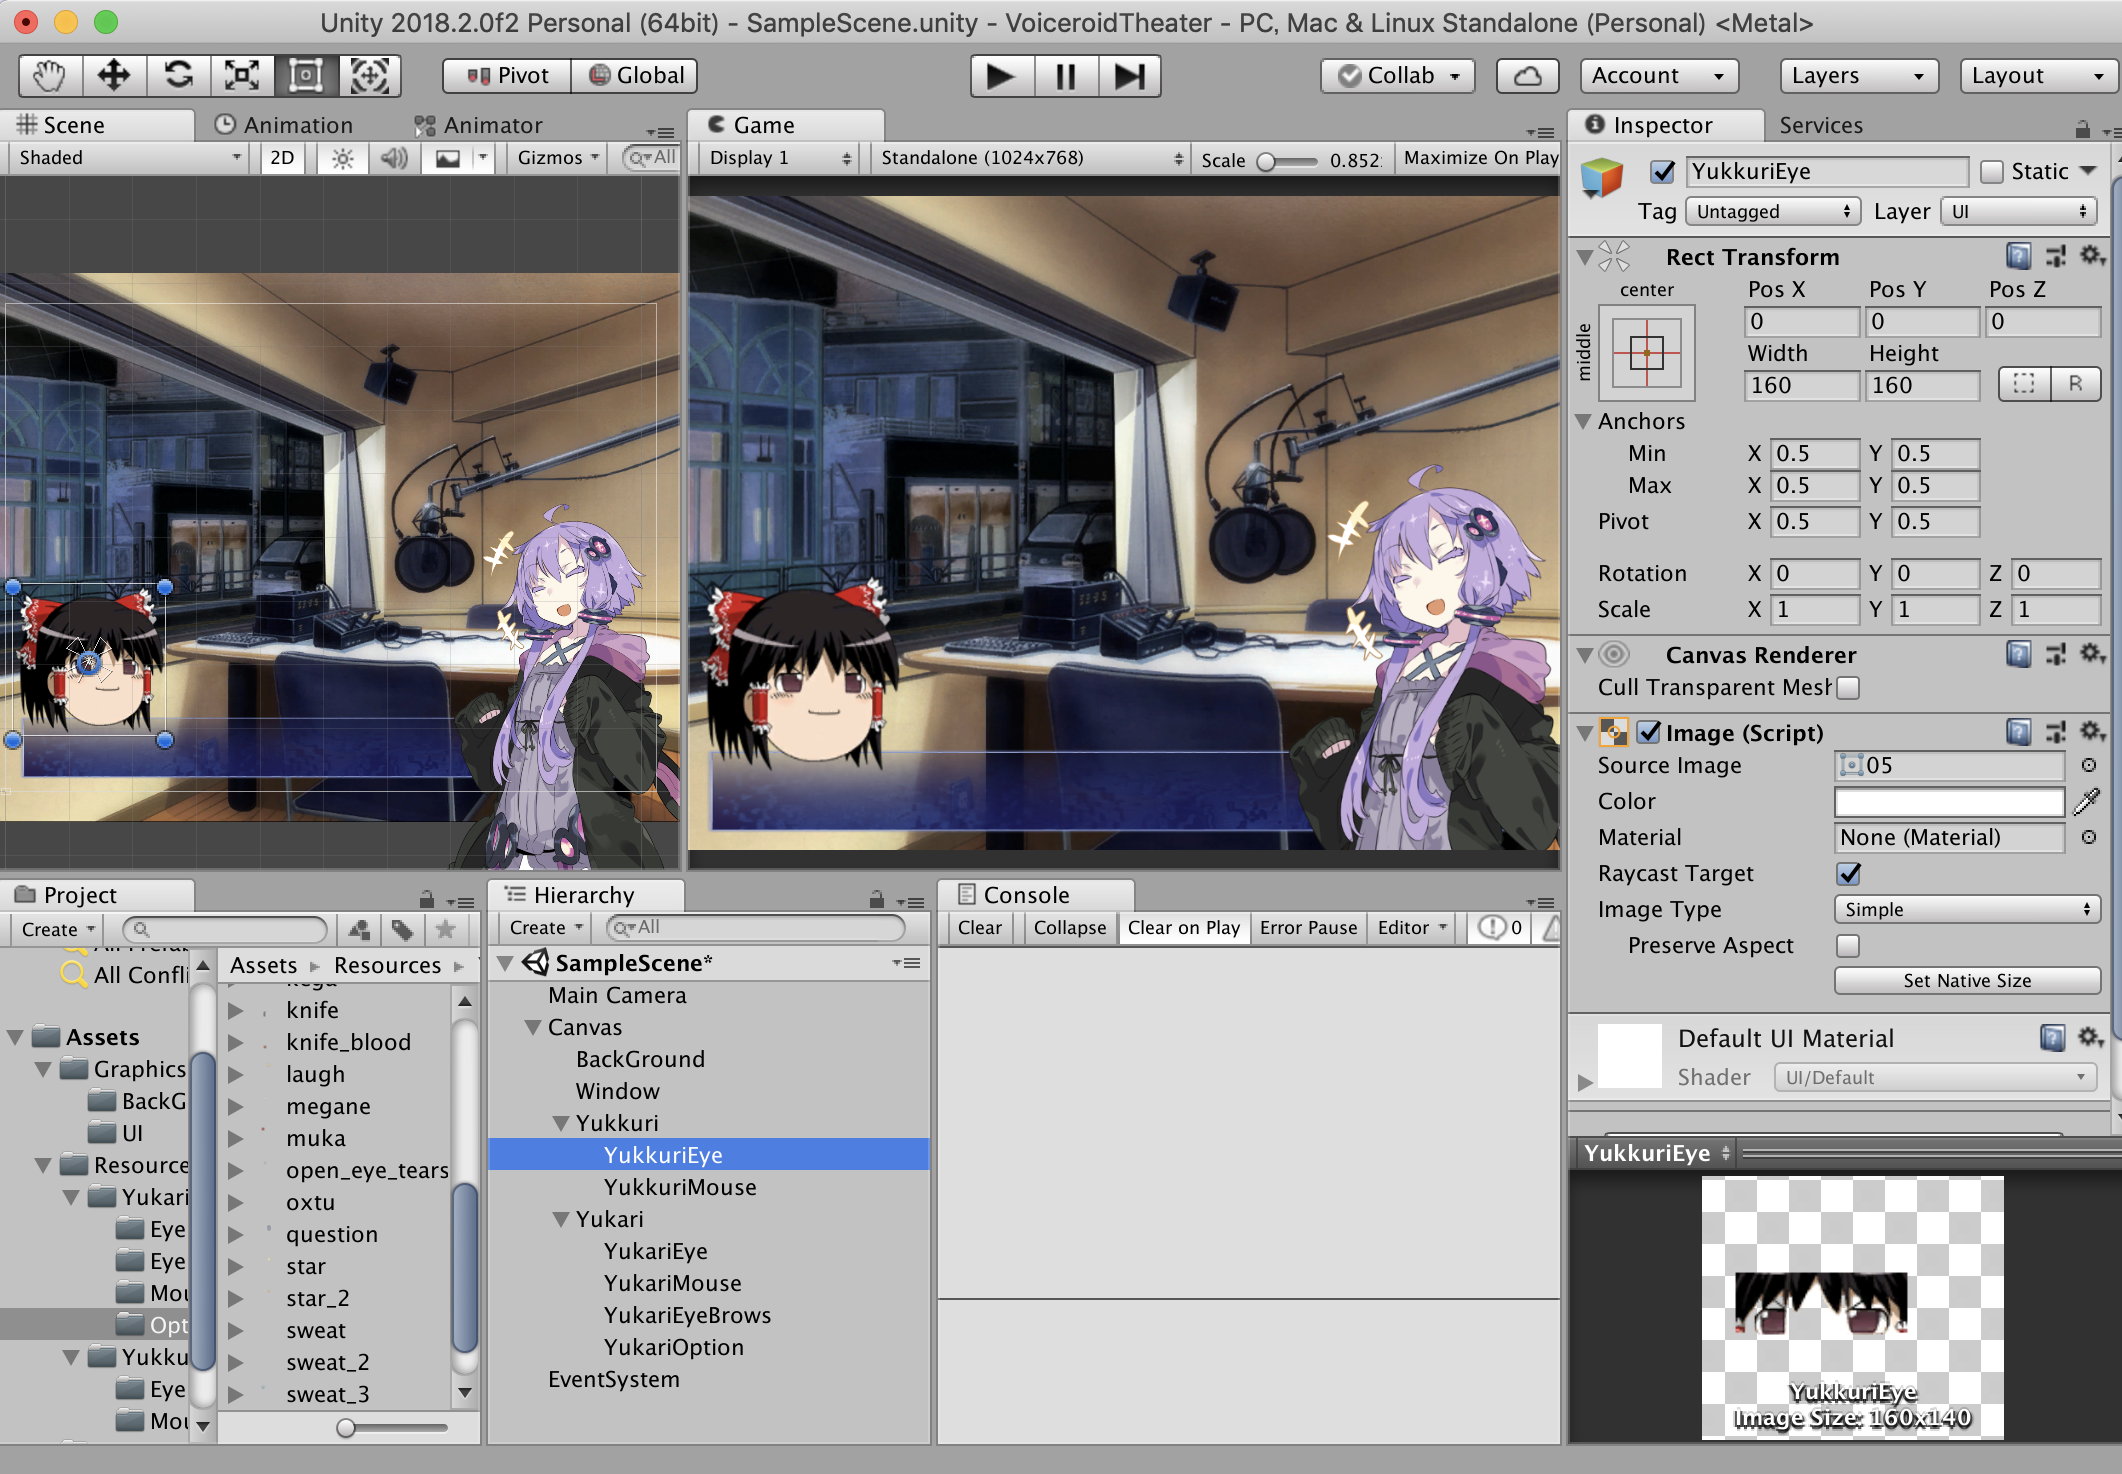 Unity 2018.2.0f2 Personal (64bit) - SampleScene.unity - VoiceroidTheater - PC, Mac & Linux Standalone (Personal) <Metal>
Pivot Global Collab Account Layers Layout
Scene Animation Animator
Shaded 2D Gizmos All
Game
Display 1 Standalone (1024x768) Scale 0.852 Maximize On Play
Inspector Services
YukkuriEye Static
Tag Untagged Layer UI
Rect Transform
center
middle
Pos X Pos Y Pos Z
0 0 0
Width Height
160 160
R
Anchors
Min X 0.5 Y 0.5
Max X 0.5 Y 0.5
Pivot X 0.5 Y 0.5
Rotation X 0 Y 0 Z 0
Scale X 1 Y 1 Z 1
Canvas Renderer
Cull Transparent Mesh
Image (Script)
Source Image 05
Color
Material None (Material)
Raycast Target
Image Type Simple
Preserve Aspect
Set Native Size
Default UI Material
Shader UI/Default
YukkuriEye
YukkuriEye
Image Size: 160x140
Project
Create
All Confli
Assets
Graphics
BackG
UI
Resource
Yukari
Eye
Eye
Mou
Opt
Yukku
Eye
Mou
Assets Resources
knife
knife_blood
laugh
megane
muka
open_eye_tears
oxtu
question
star
star_2
sweat
sweat_2
sweat_3
Hierarchy
Create All
SampleScene*
Main Camera
Canvas
BackGround
Window
Yukkuri
YukkuriEye
YukkuriMouse
Yukari
YukariEye
YukariMouse
YukariEyeBrows
YukariOption
EventSystem
Console
Clear Collapse Clear on Play Error Pause Editor 0